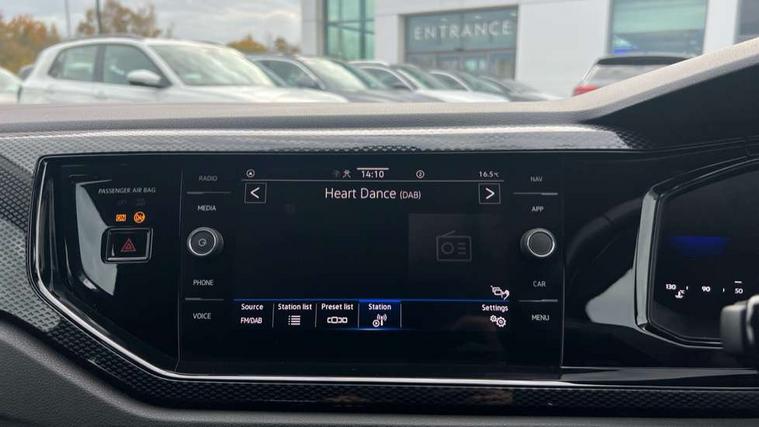 ENTRANCE
PASSENGER AIR BAG
ON
RADIO
MEDIA
PHONE
VOICE
14:10
16.5°C
Heart Dance (DAB)
Source
FM/DAB
Station list
Preset list
Station
Settings
NAV
APP
CAR
MENU
130
90
50